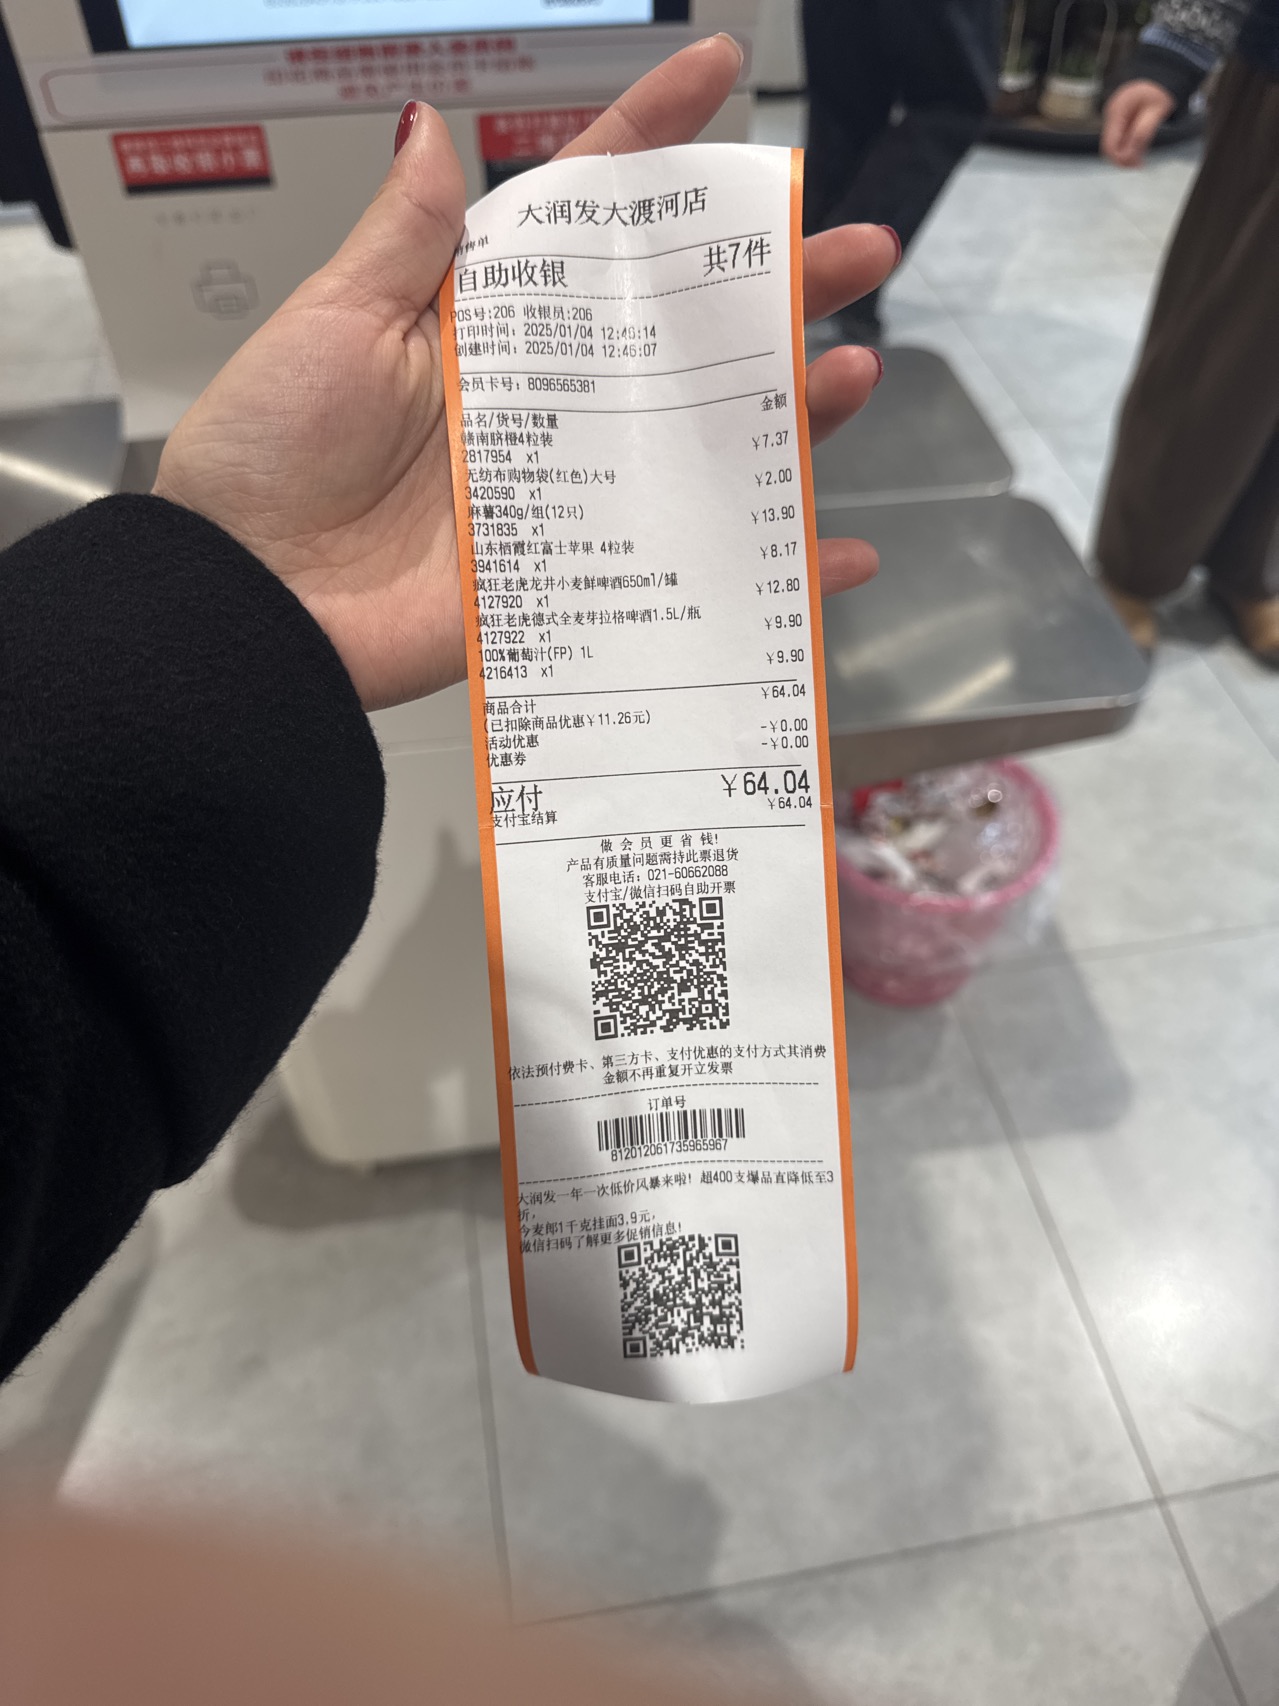 大润发大渡河店
自助收银 共7件
POS号:206 收银员:206
打印时间: 2025/01/04 12:46:14
创建时间: 2025/01/04 12:46:07
会员卡号: 8096565381
金额
品名/货号/数量
赣南脐橙4粒装 ¥7.37
2817954 x1
无纺布购物袋(红色)大号 ¥2.00
3420590 x1
麻薯340g/组(12只) ¥13.90
3731835 x1
山东栖霞红富士苹果 4粒装 ¥8.17
3941614 x1
疯狂老虎龙井小麦鲜啤酒650ml/罐 ¥12.80
4127920 x1
疯狂老虎德式全麦芽拉格啤酒1.5L/瓶 ¥9.90
4127922 x1
100%葡萄汁(FP) 1L ¥9.90
4216413 x1
商品合计 ¥64.04
(已扣除商品优惠¥11.26元)
活动优惠 -¥0.00
优惠券 -¥0.00
应付 ¥64.04
支付宝结算 ¥64.04
做会员更省钱!
产品有质量问题需持此票退货
客服电话: 021-60662088
支付宝/微信扫码自助开票
依法预付费卡、第三方卡、支付优惠的支付方式其消费
金额不再重复开立发票
订单号
812012061735965967
大润发一年一次低价风暴来啦! 超400支爆品直降低至3
折,
今麦郎1千克挂面3.9元,
微信扫码了解更多促销信息!